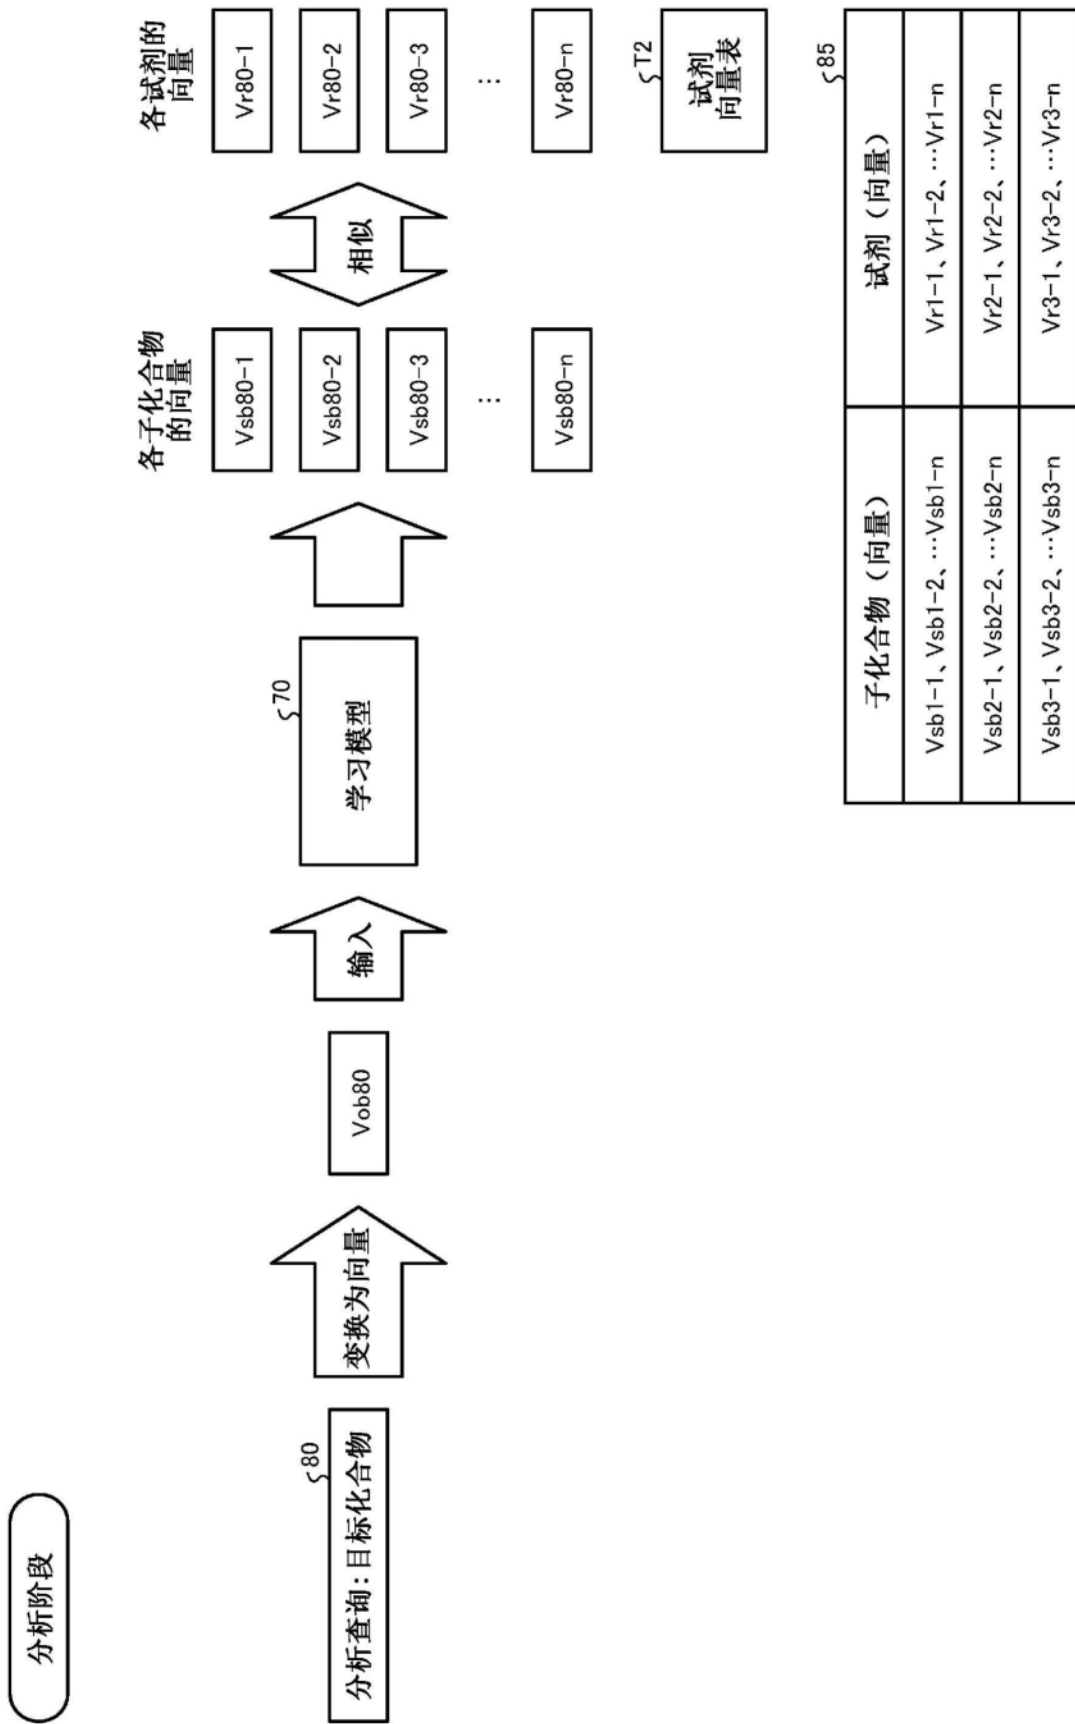 分析阶段
80
分析查询：目标化合物
变换为向量
Vob80
输入
70
学习模型
各子化合物
的向量
Vsb80-1
Vsb80-2
Vsb80-3
…
Vsb80-n
相似
各试剂的
向量
Vr80-1
Vr80-2
Vr80-3
…
Vr80-n
T2
试剂
向量表
85
子化合物（向量） 试剂（向量）
Vsb1-1、Vsb1-2、…Vsb1-n Vr1-1、Vr1-2、…Vr1-n
Vsb2-1、Vsb2-2、…Vsb2-n Vr2-1、Vr2-2、…Vr2-n
Vsb3-1、Vsb3-2、…Vsb3-n Vr3-1、Vr3-2、…Vr3-n